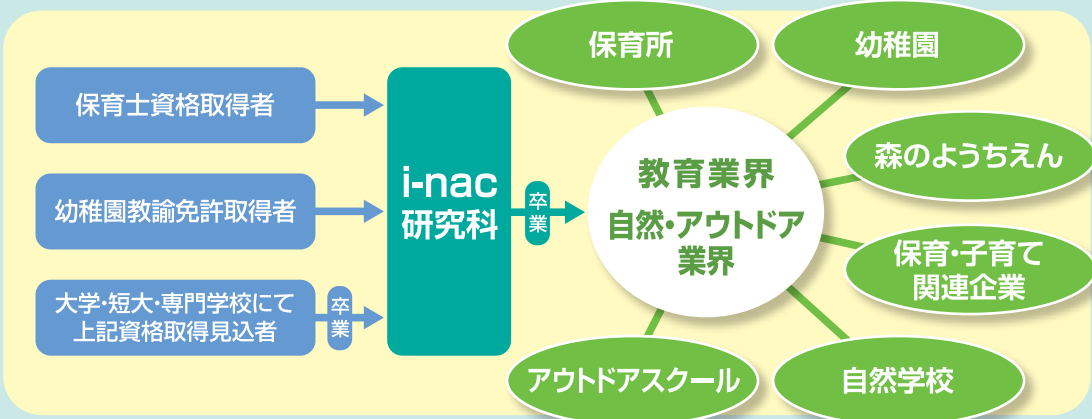 保育士資格取得者
幼稚園教諭免許取得者
大学・短大・専門学校にて
上記資格取得見込者
卒業
i-nac
研究科
卒業
教育業界
自然・アウトドア
業界
保育所
幼稚園
森のようちえん
保育・子育て
関連企業
自然学校
アウトドアスクール